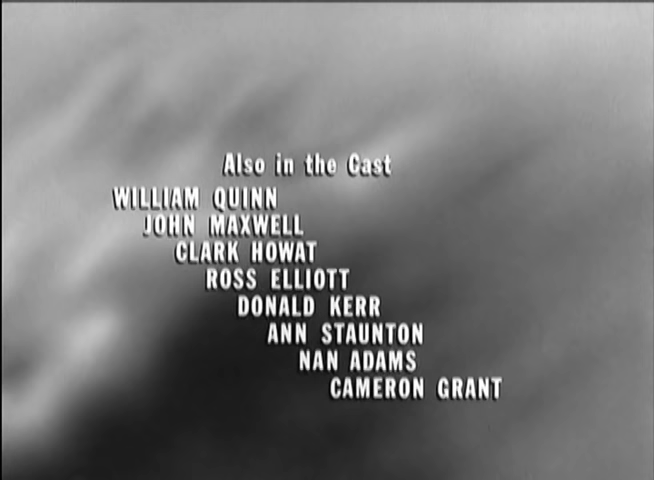 Also in the Cast
WILLIAM QUINN
JOHN MAXWELL
CLARK HOWAT
ROSS ELLIOTT
DONALD KERR
ANN STAUNTON
NAN ADAMS
CAMERON GRANT